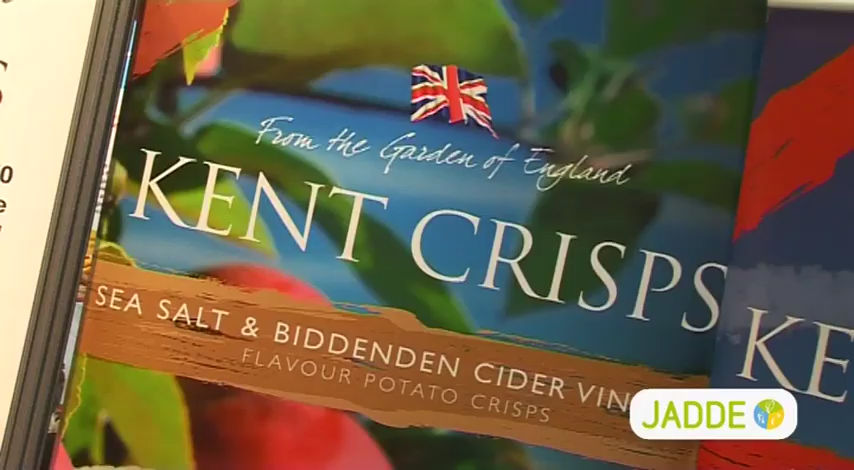 From the Garden of England
KENT CRISPS
SEA SALT & BIDDENDEN CIDER VIN
FLAVOUR POTATO CRISPS
KE
JADDE